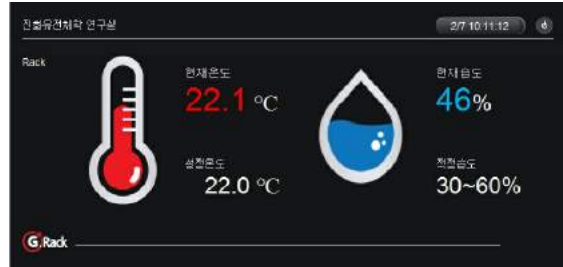 진화유전체학 연구실
2/7 10:11:12
Rack
현재온도
22.1 °C
현재습도
46%
설정온도
22.0 °C
적정습도
30~60%
G.Rack